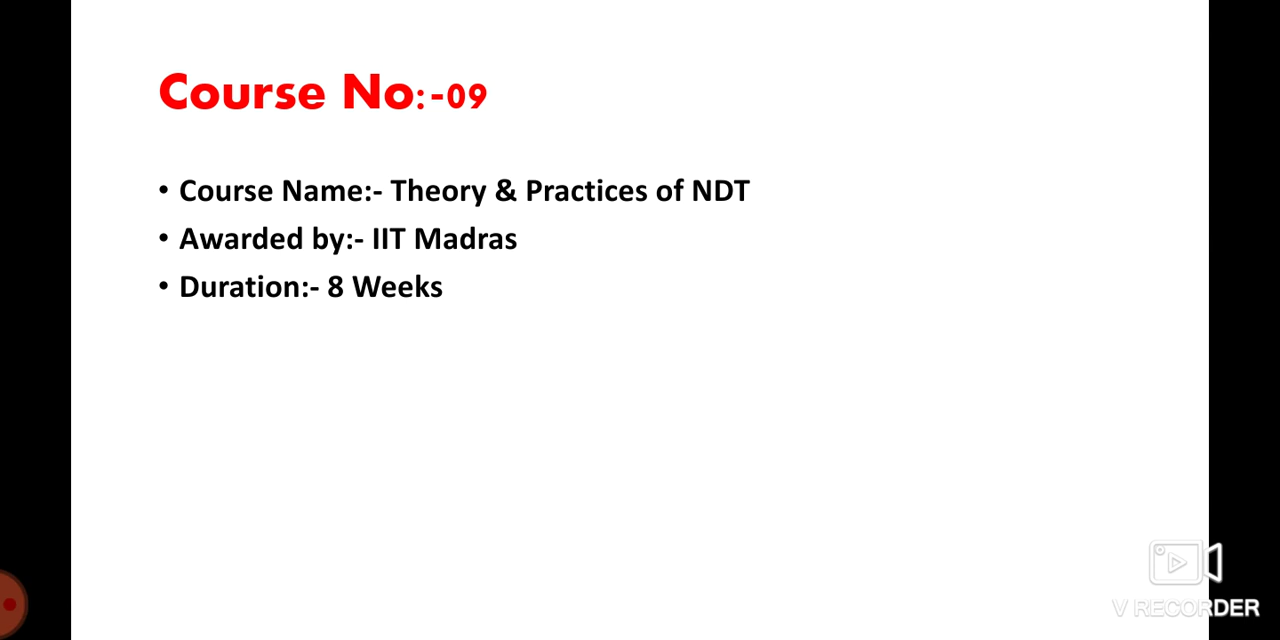 Course No:-09
• Course Name:- Theory & Practices of NDT
• Awarded by:- IIT Madras
• Duration:- 8 Weeks
V RECORDER